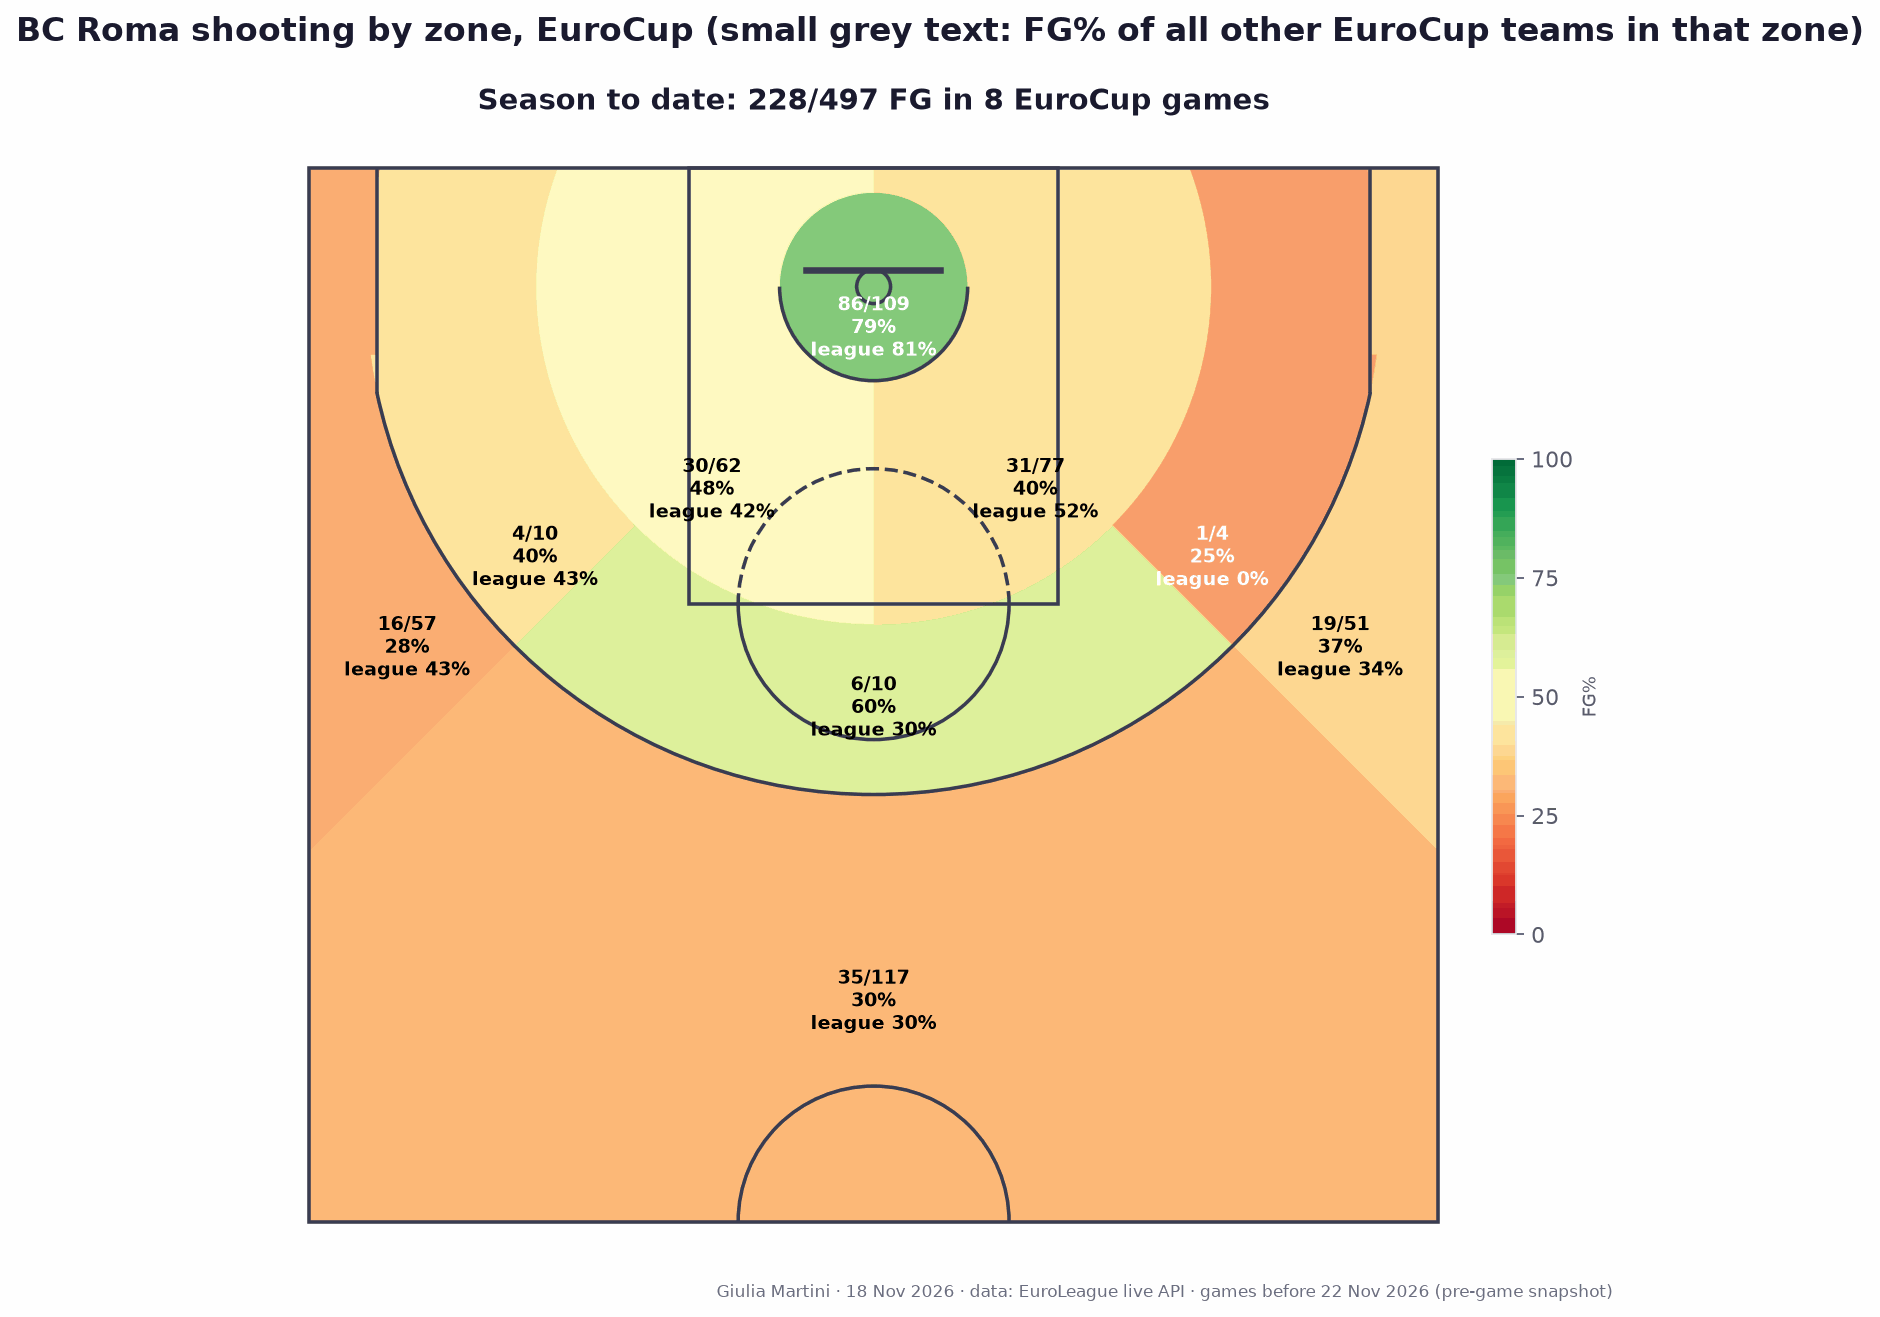 BC Roma shooting by zone, EuroCup (small grey text: FG% of all other EuroCup teams in that zone)
Season to date: 228/497 FG in 8 EuroCup games
86/109
79%
league 81%
30/62
48%
league 42%
31/77
40%
league 52%
4/10
40%
league 43%
1/4
25%
league 0%
16/57
28%
league 43%
19/51
37%
league 34%
6/10
60%
league 30%
35/117
30%
league 30%
100
75
50
25
0
FG%
Giulia Martini · 18 Nov 2026 · data: EuroLeague live API · games before 22 Nov 2026 (pre-game snapshot)